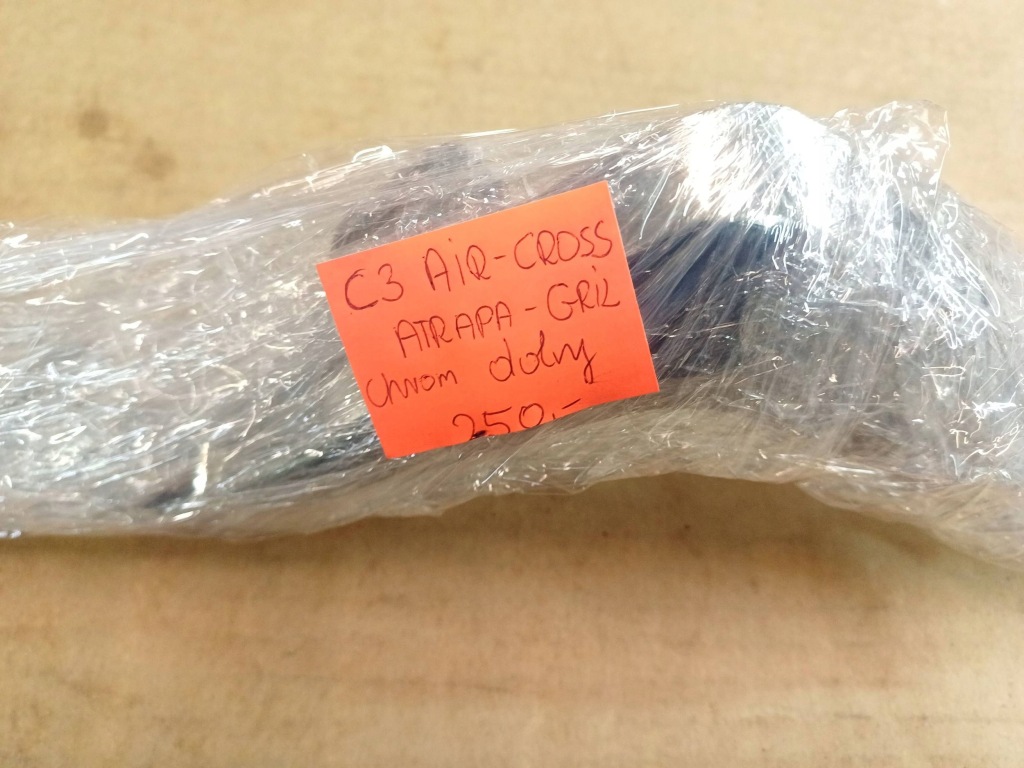 C3 AiR-CROSS
ATRAPA-GRiL
chrom dolny
250,-